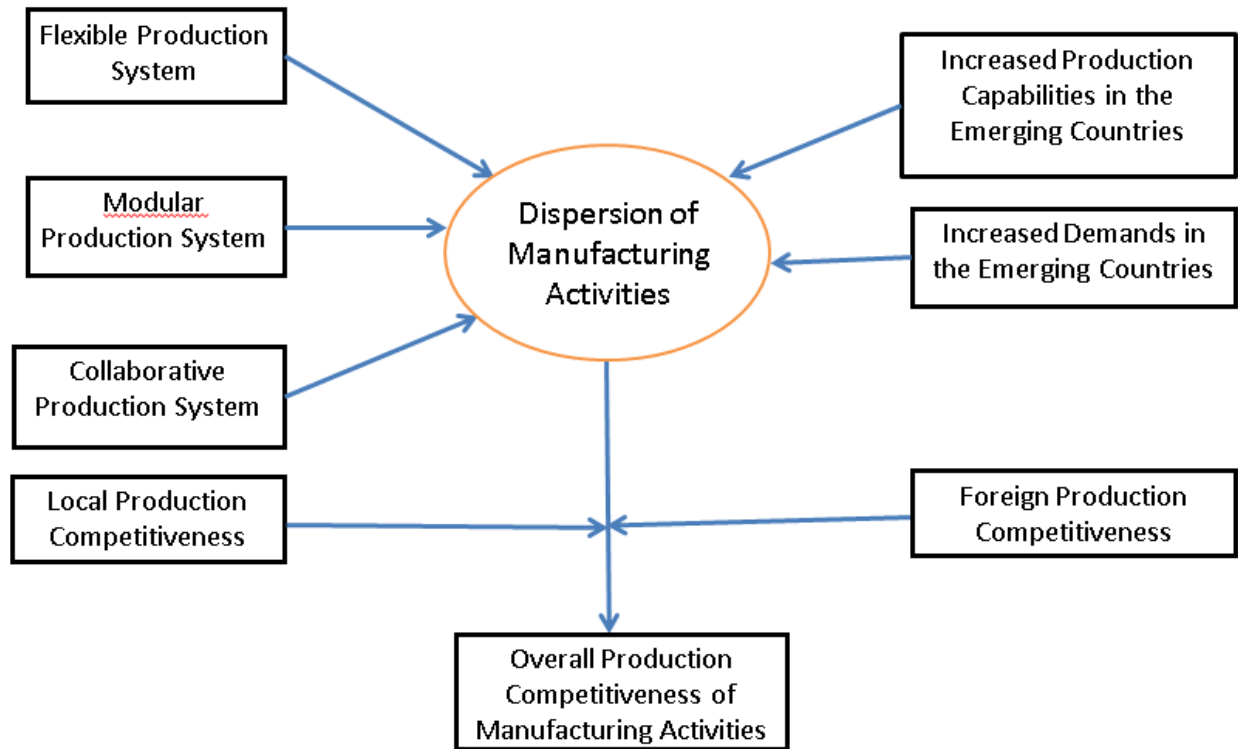 Flexible Production
System
Increased Production
Capabilities in the
Emerging Countries
Modular
Production System
Dispersion of
Manufacturing
Activities
Increased Demands in
the Emerging Countries
Collaborative
Production System
Local Production
Competitiveness
Foreign Production
Competitiveness
Overall Production
Competitiveness of
Manufacturing Activities